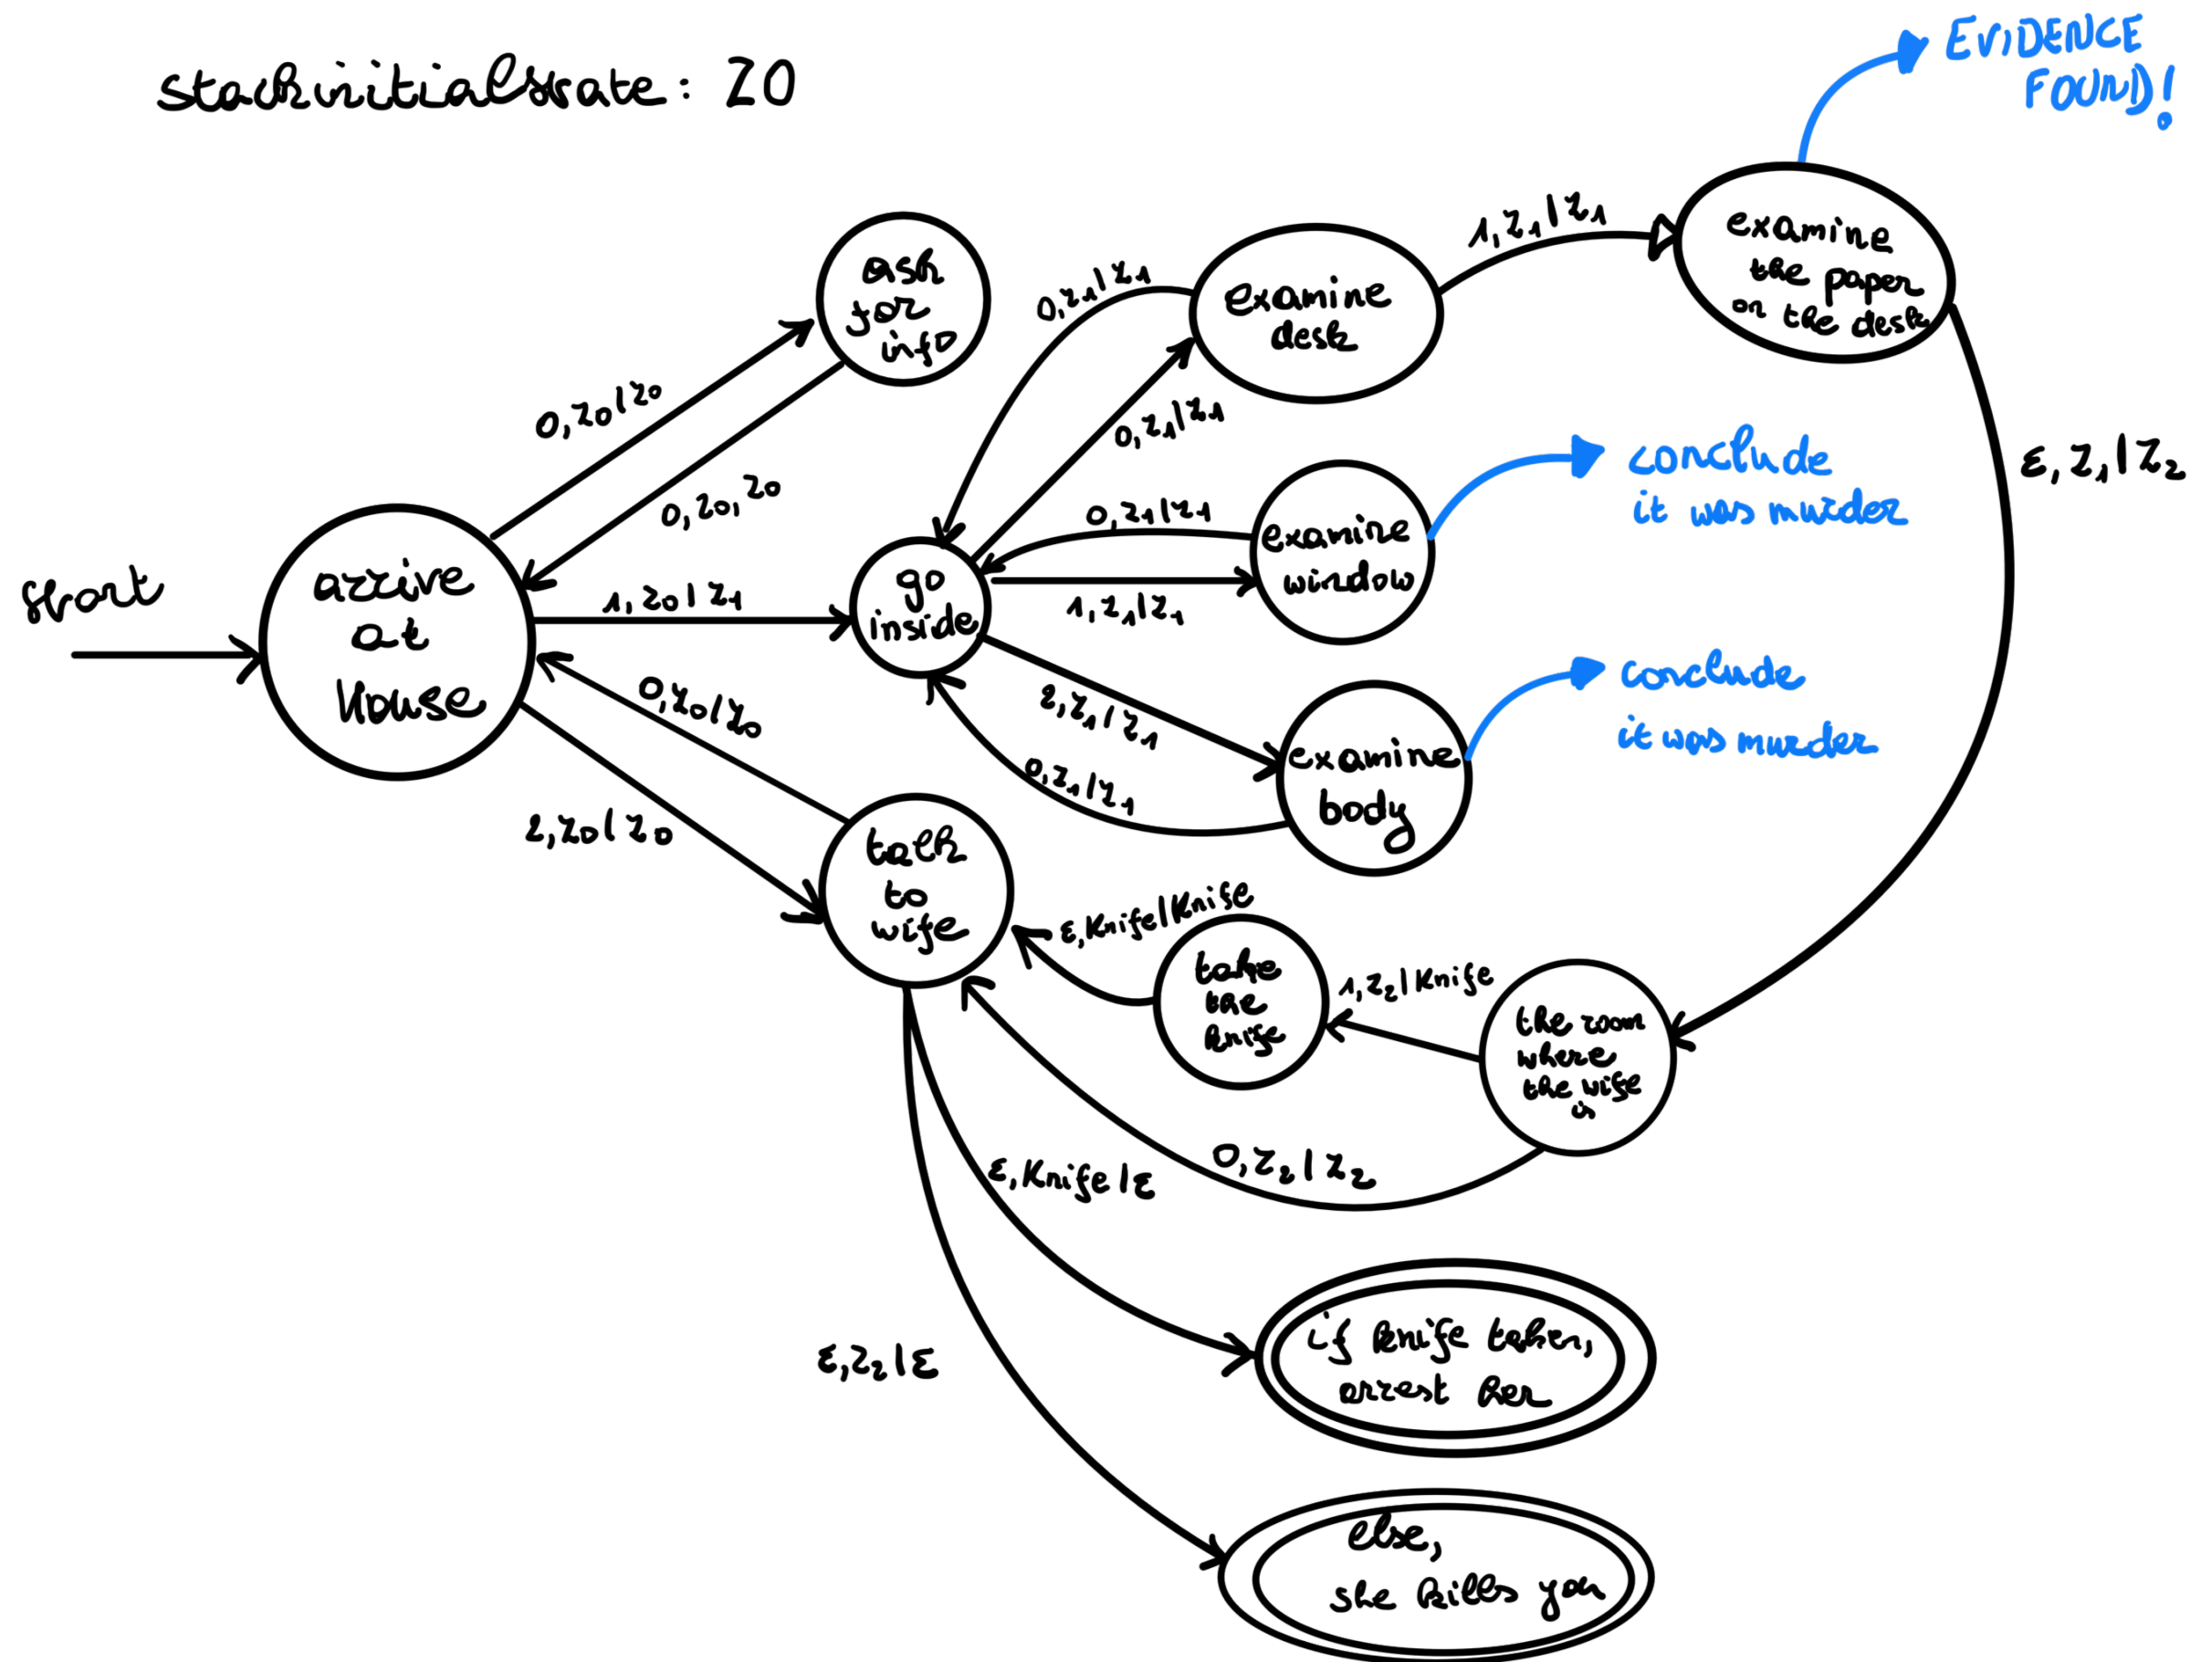 stack initial state: Z0
EVIDENCE
FOUND!
start
arrive
at
house
0,z0|z0
0,z0,z0
ask
for
info
1,z0|z1
0,z0|z0
2,z0|z0
go
inside
0,z1|z1
0,z1|z1
examine
desk
1,z1|z1
examine
the paper
on the desk
ε,z1|z2
0,z1|z1
1,z1|z1
examine
window
conclude
it was murder
2,z1|z1
0,z1|z1
examine
body
conclude
it was murder
talk
to
wife
ε,Knife|Knife
take
the
knife
1,z2|Knife
the room
where
the wife
is
0,z2|z2
ε,Knife|ε
ε,z2|ε
if knife taken,
arrest her
else,
she kills you